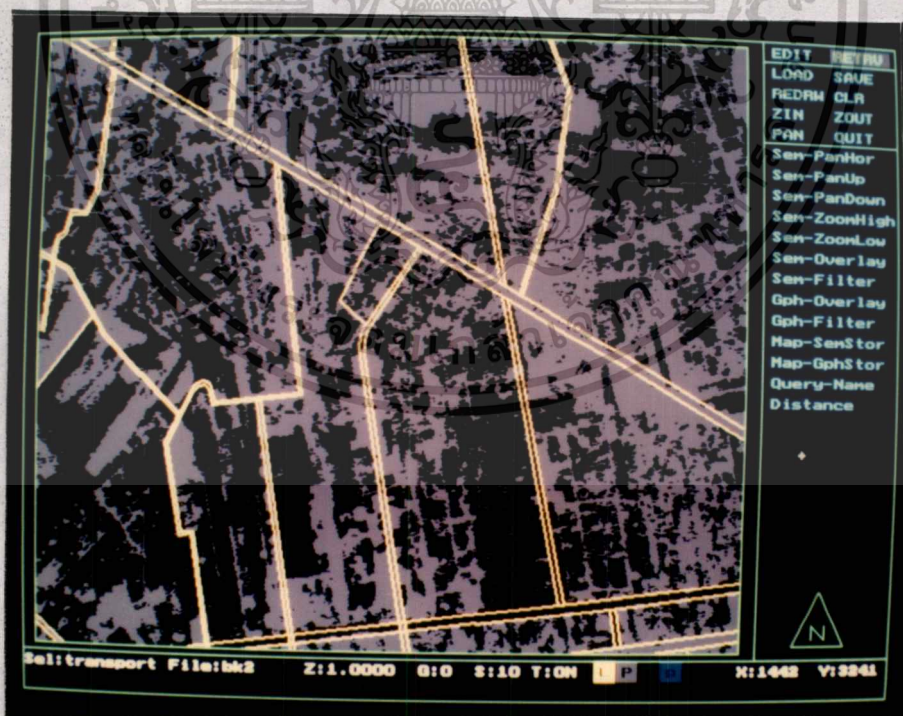 EDIT RETRV
LOAD SAVE
REDRW CLR
ZIN ZOUT
PAN QUIT
Sem-PanHor
Sem-PanUp
Sem-PanDown
Sem-ZoomHigh
Sem-ZoomLow
Sem-Overlay
Sem-Filter
Gph-Overlay
Gph-Filter
Map-SemStor
Map-GphStor
Query-Name
Distance
N
Sel:transport File:bk2 Z:1.0000 G:0 S:10 T:ON L P X:1442 Y:3241